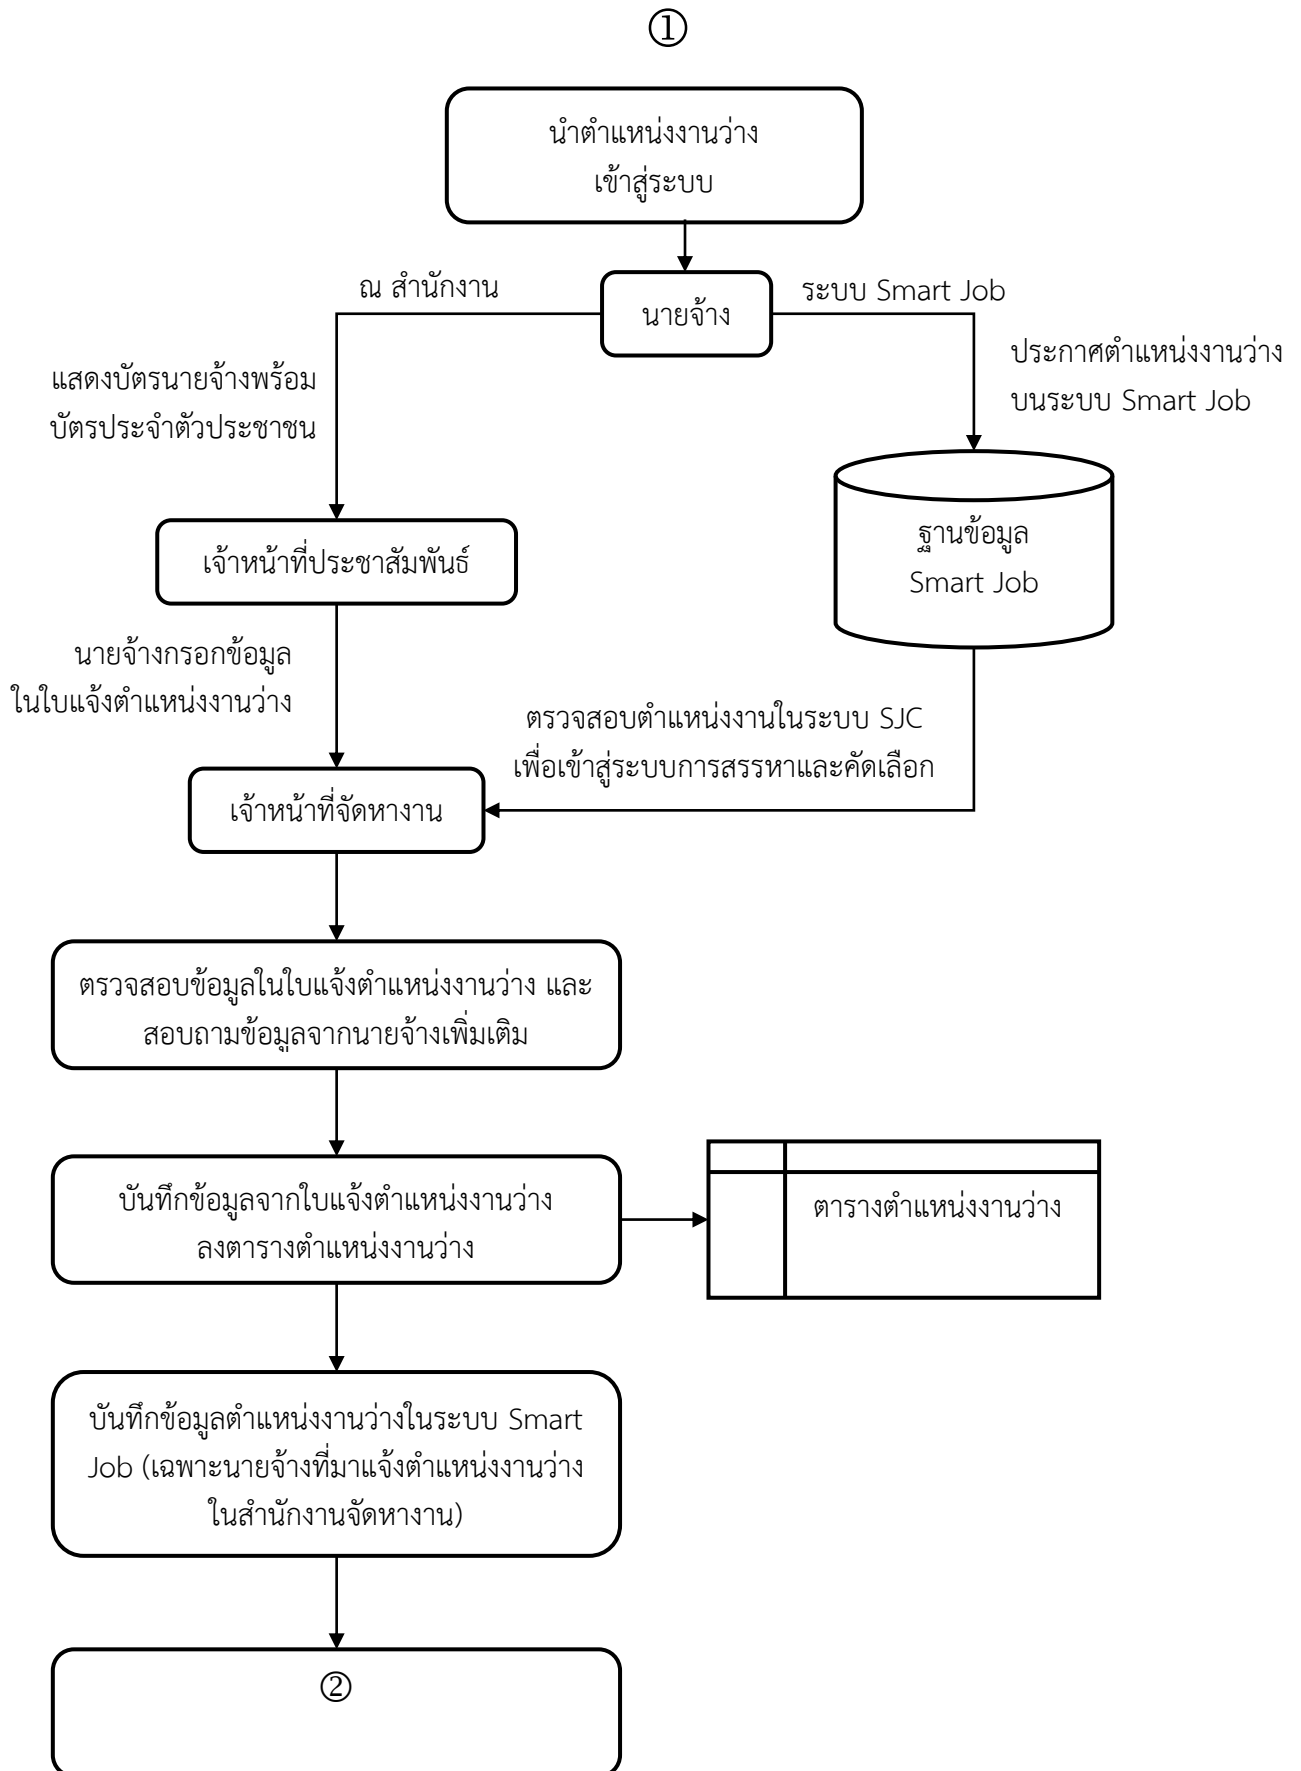 ①
นำตำแหน่งงานว่าง
เข้าสู่ระบบ
ณ สำนักงาน
นายจ้าง
ระบบ Smart Job
ประกาศตำแหน่งงานว่าง
บนระบบ Smart Job
แสดงบัตรนายจ้างพร้อม
บัตรประจำตัวประชาชน
ฐานข้อมูล
Smart Job
เจ้าหน้าที่ประชาสัมพันธ์
นายจ้างกรอกข้อมูล
ในใบแจ้งตำแหน่งงานว่าง
ตรวจสอบตำแหน่งงานในระบบ SJC
เพื่อเข้าสู่ระบบการสรรหาและคัดเลือก
เจ้าหน้าที่จัดหางาน
ตรวจสอบข้อมูลในใบแจ้งตำแหน่งงานว่าง และ
สอบถามข้อมูลจากนายจ้างเพิ่มเติม
บันทึกข้อมูลจากใบแจ้งตำแหน่งงานว่าง
ลงตารางตำแหน่งงานว่าง
ตารางตำแหน่งงานว่าง
บันทึกข้อมูลตำแหน่งงานว่างในระบบ Smart
Job (เฉพาะนายจ้างที่มาแจ้งตำแหน่งงานว่าง
ในสำนักงานจัดหางาน)
②